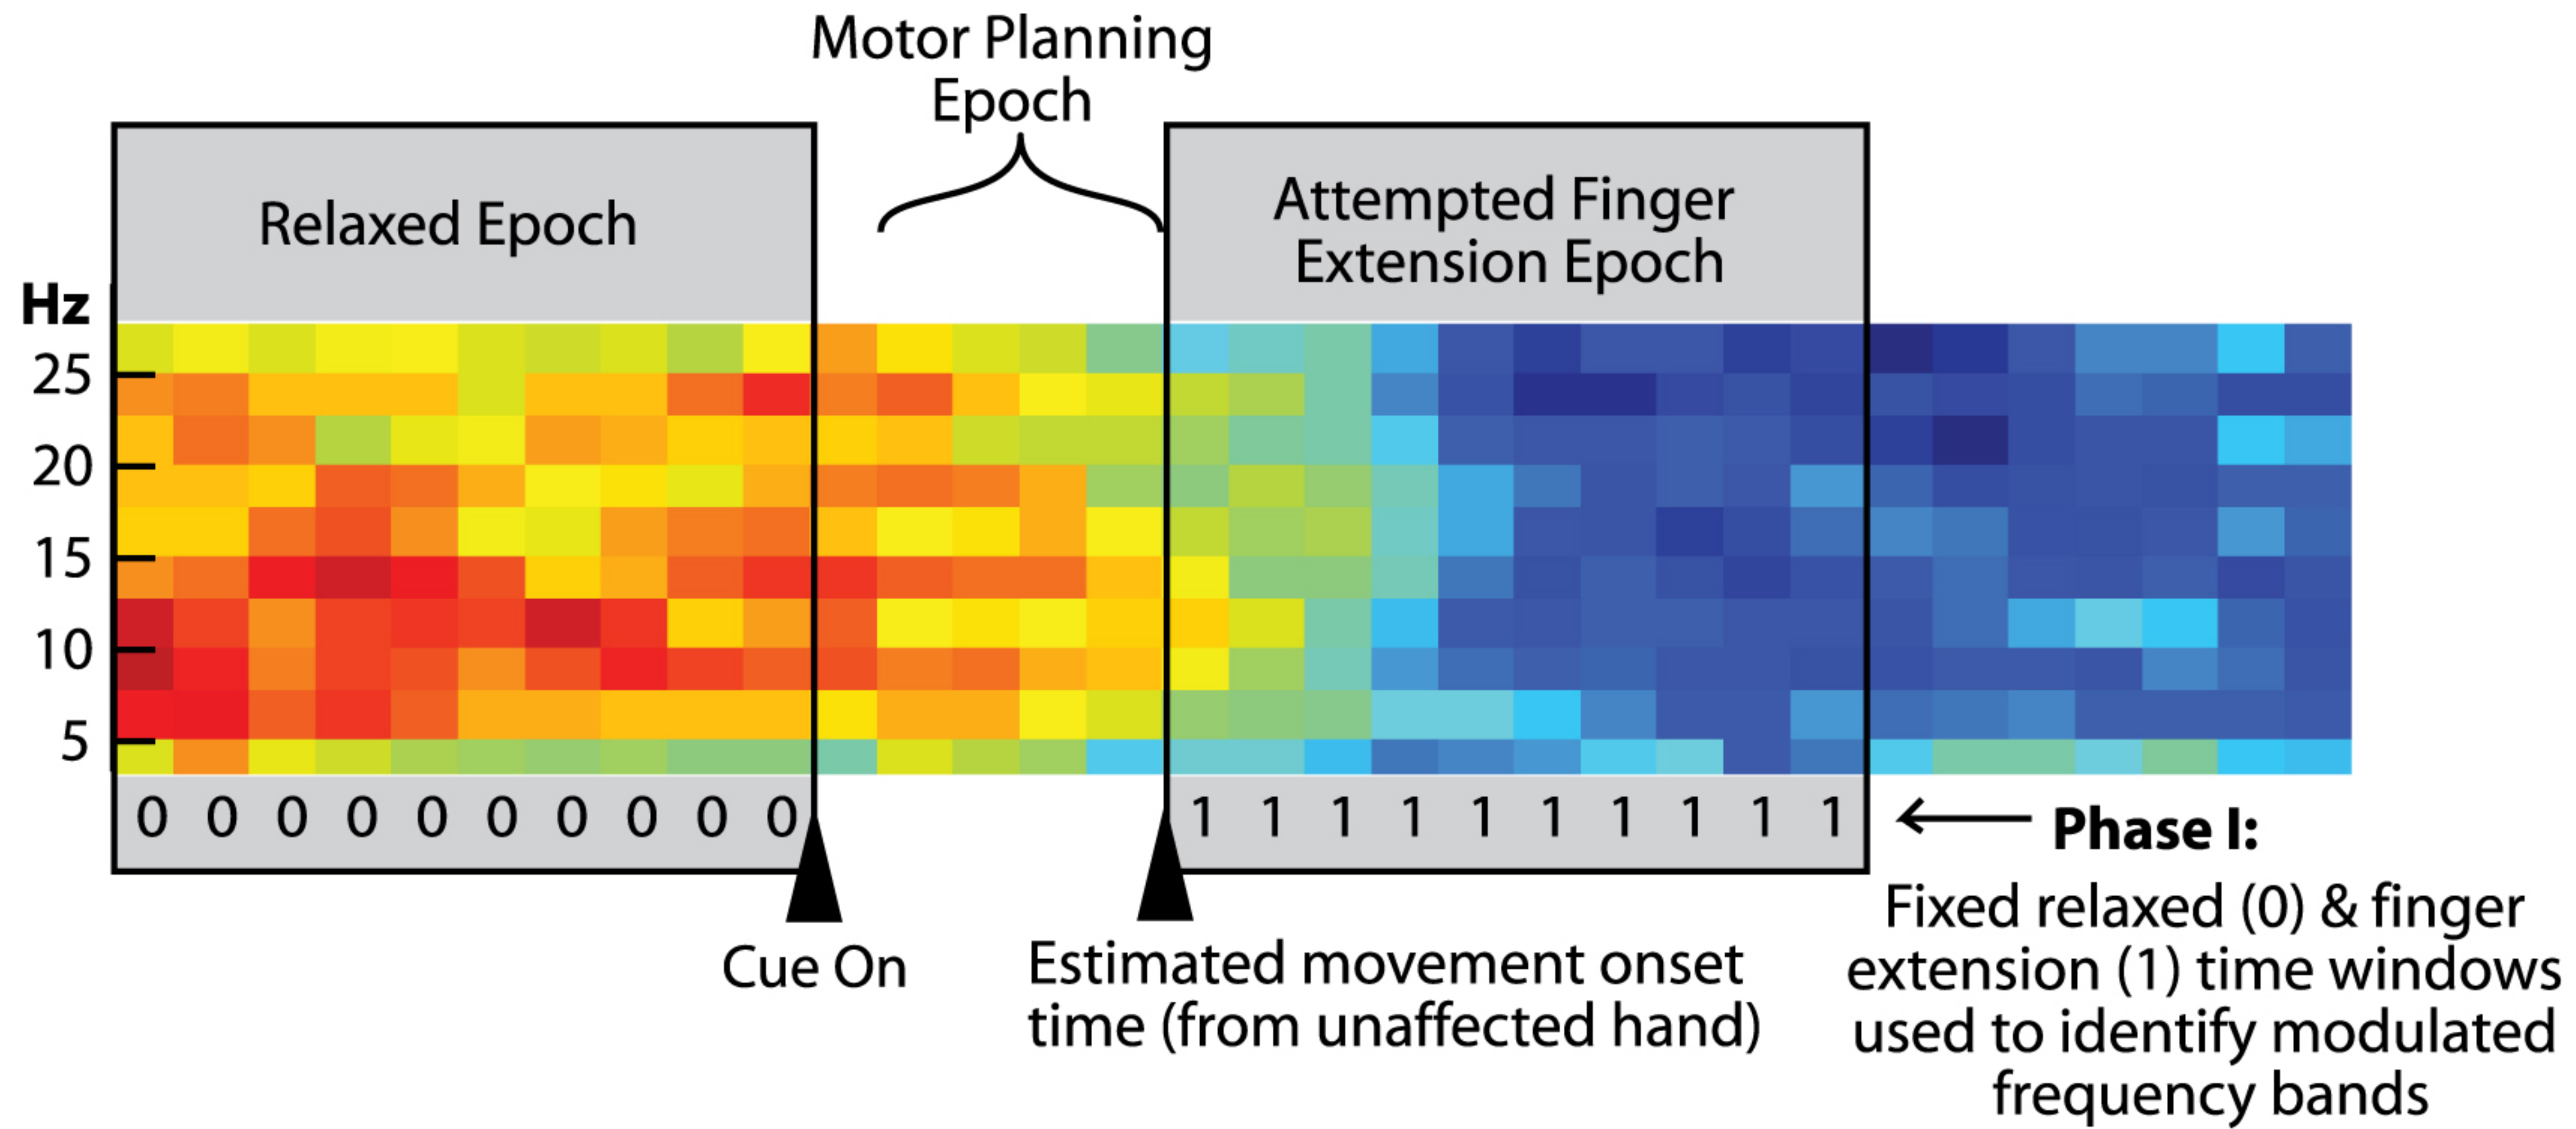 Motor Planning
Epoch
Relaxed Epoch
Attempted Finger
Extension Epoch
Hz
25
20
15
10
5
0 0 0 0 0 0 0 0 0 0
1 1 1 1 1 1 1 1 1 1
Cue On
Estimated movement onset
time (from unaffected hand)
Phase I:
Fixed relaxed (0) & finger
extension (1) time windows
used to identify modulated
frequency bands